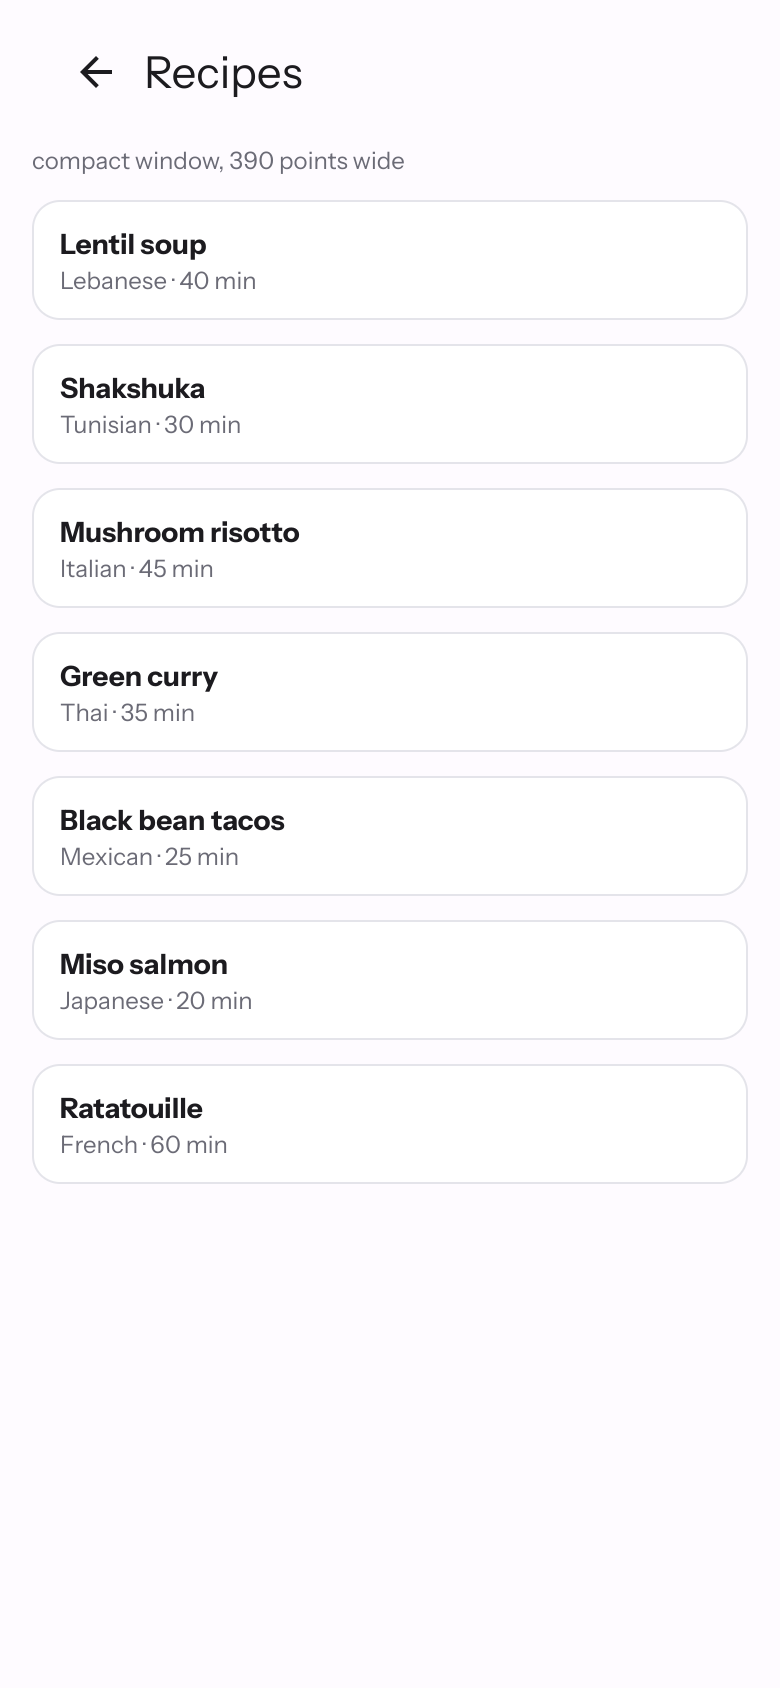 Recipes
compact window, 390 points wide
Lentil soup
Lebanese · 40 min
Shakshuka
Tunisian · 30 min
Mushroom risotto
Italian · 45 min
Green curry
Thai · 35 min
Black bean tacos
Mexican · 25 min
Miso salmon
Japanese · 20 min
Ratatouille
French · 60 min